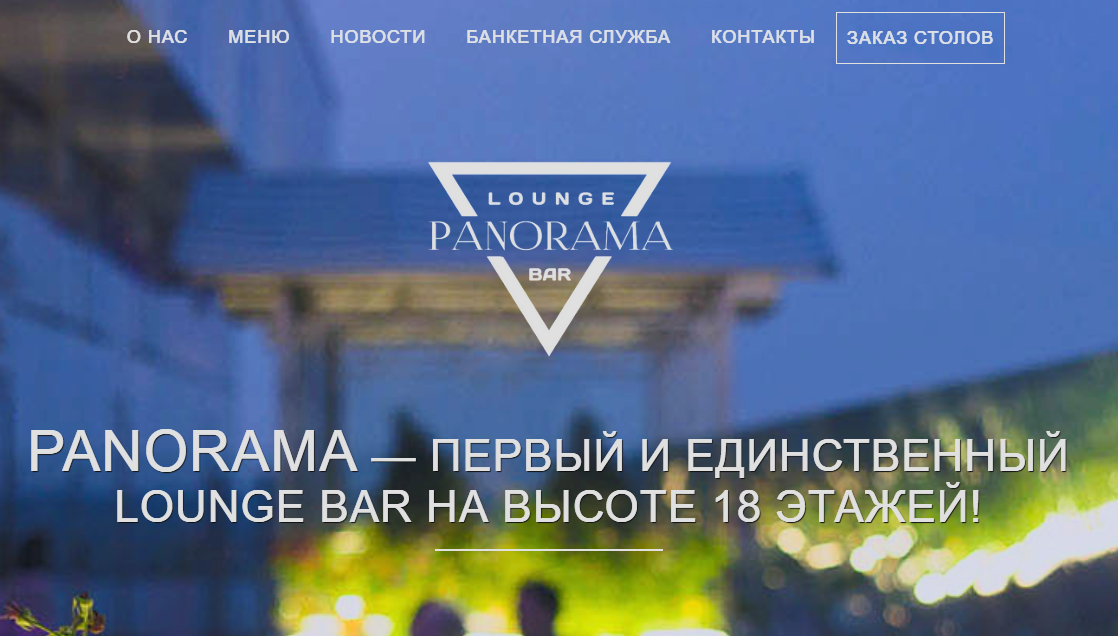 О НАС МЕНЮ НОВОСТИ БАНКЕТНАЯ СЛУЖБА КОНТАКТЫ ЗАКАЗ СТОЛОВ
LOUNGE
PANORAMA
BAR
PANORAMA — ПЕРВЫЙ И ЕДИНСТВЕННЫЙ
LOUNGE BAR НА ВЫСОТЕ 18 ЭТАЖЕЙ!